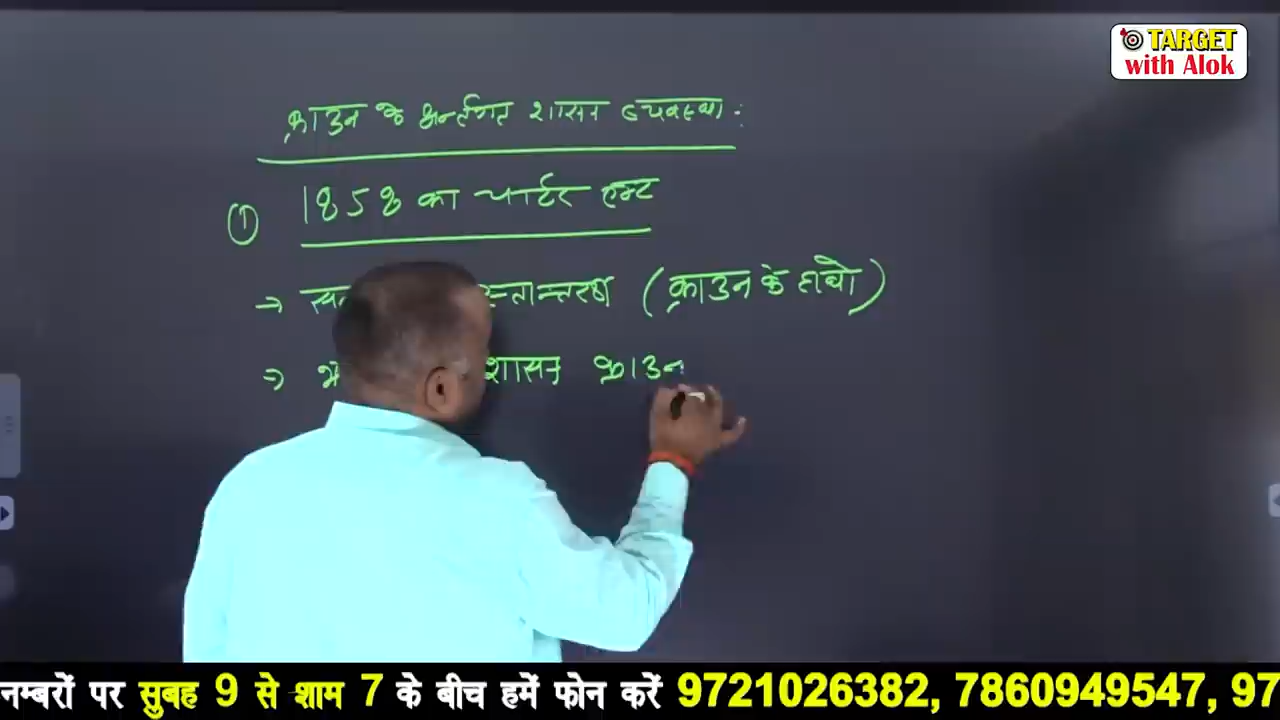 TARGET
with Alok
क्राउन के अन्तर्गत शासन व्यवस्था :
① 1858 का चार्टर एक्ट
→ स्तान्तरण (क्राउन के हाथो)
→ शासन क्राउन
नम्बरों पर सुबह 9 से शाम 7 के बीच हमें फोन करें 9721026382, 7860949547, 97